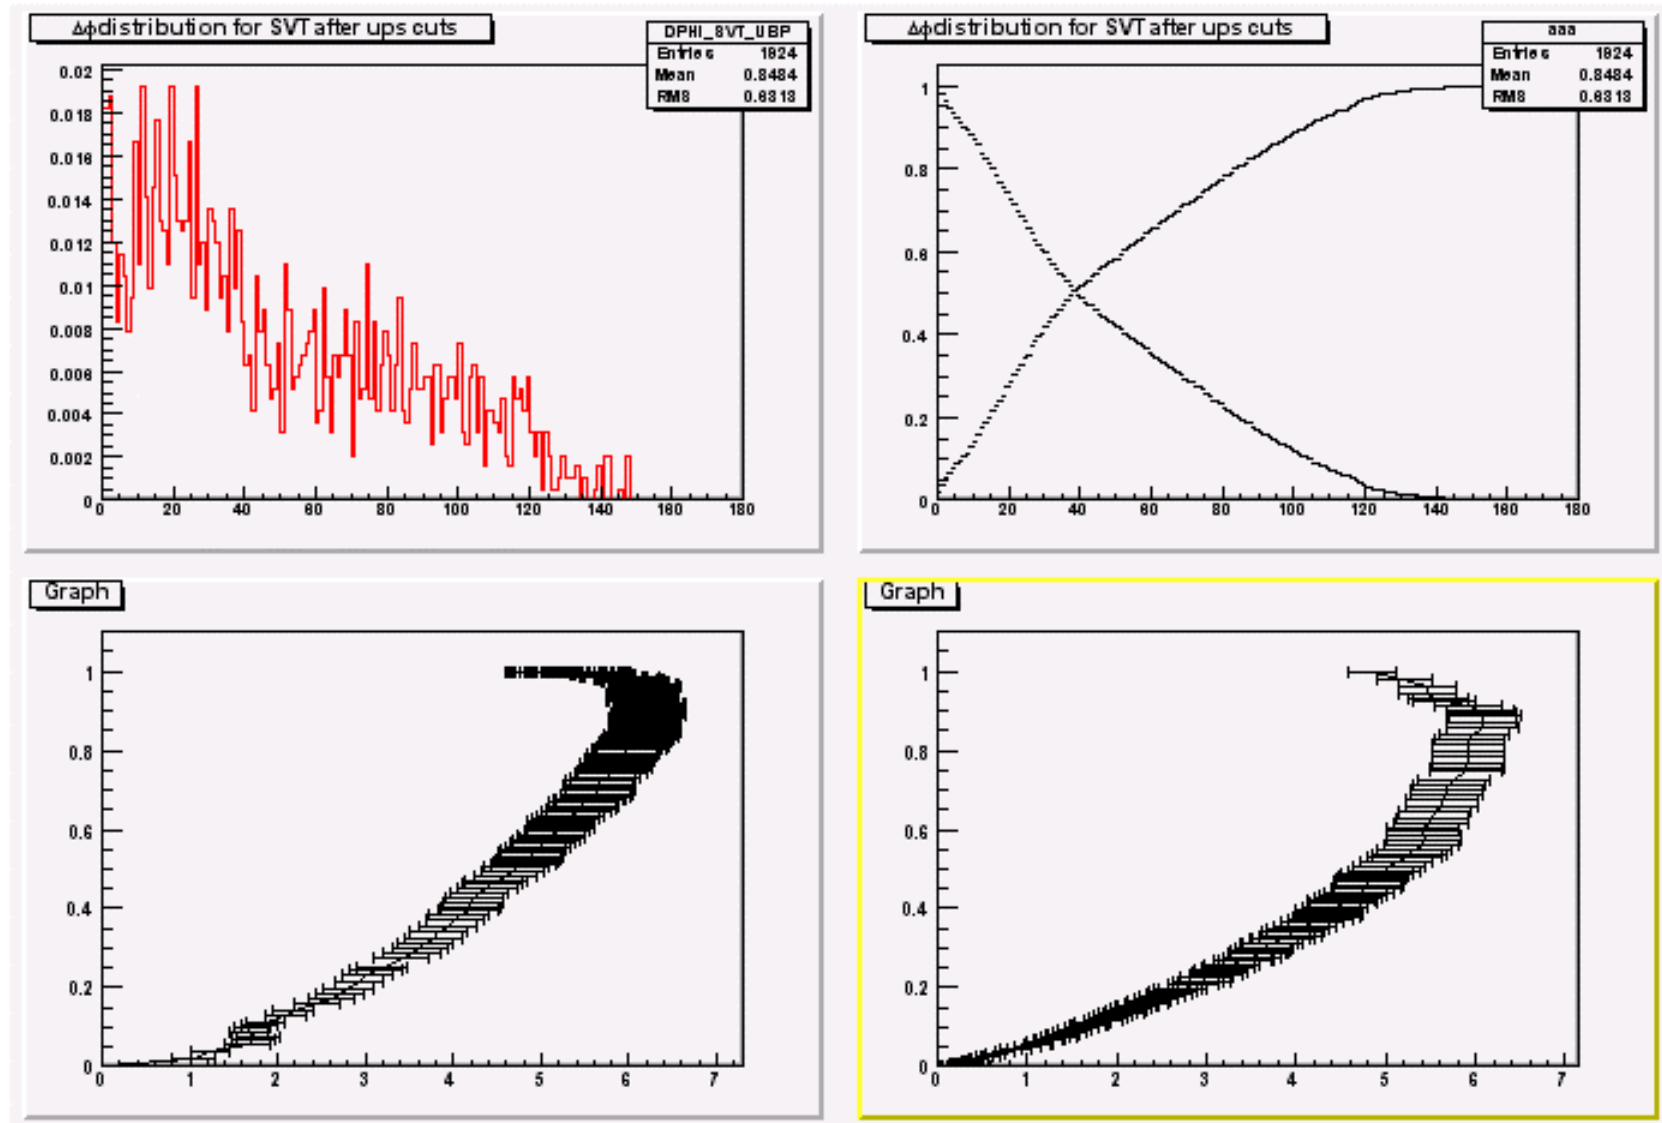 Δϕdistribution for SVT after ups cuts
DPHI_SVT_UBP
Entries 1924
Mean 0.8484
RMS 0.6313
0.02
0.018
0.016
0.014
0.012
0.01
0.008
0.006
0.004
0.002
0
0 20 40 60 80 100 120 140 160 180
Δϕdistribution for SVT after ups cuts
aaa
Entries 1924
Mean 0.8484
RMS 0.6313
1
0.8
0.6
0.4
0.2
0
0 20 40 60 80 100 120 140 160 180
Graph
1
0.8
0.6
0.4
0.2
0
0 1 2 3 4 5 6 7
Graph
1
0.8
0.6
0.4
0.2
0
0 1 2 3 4 5 6 7